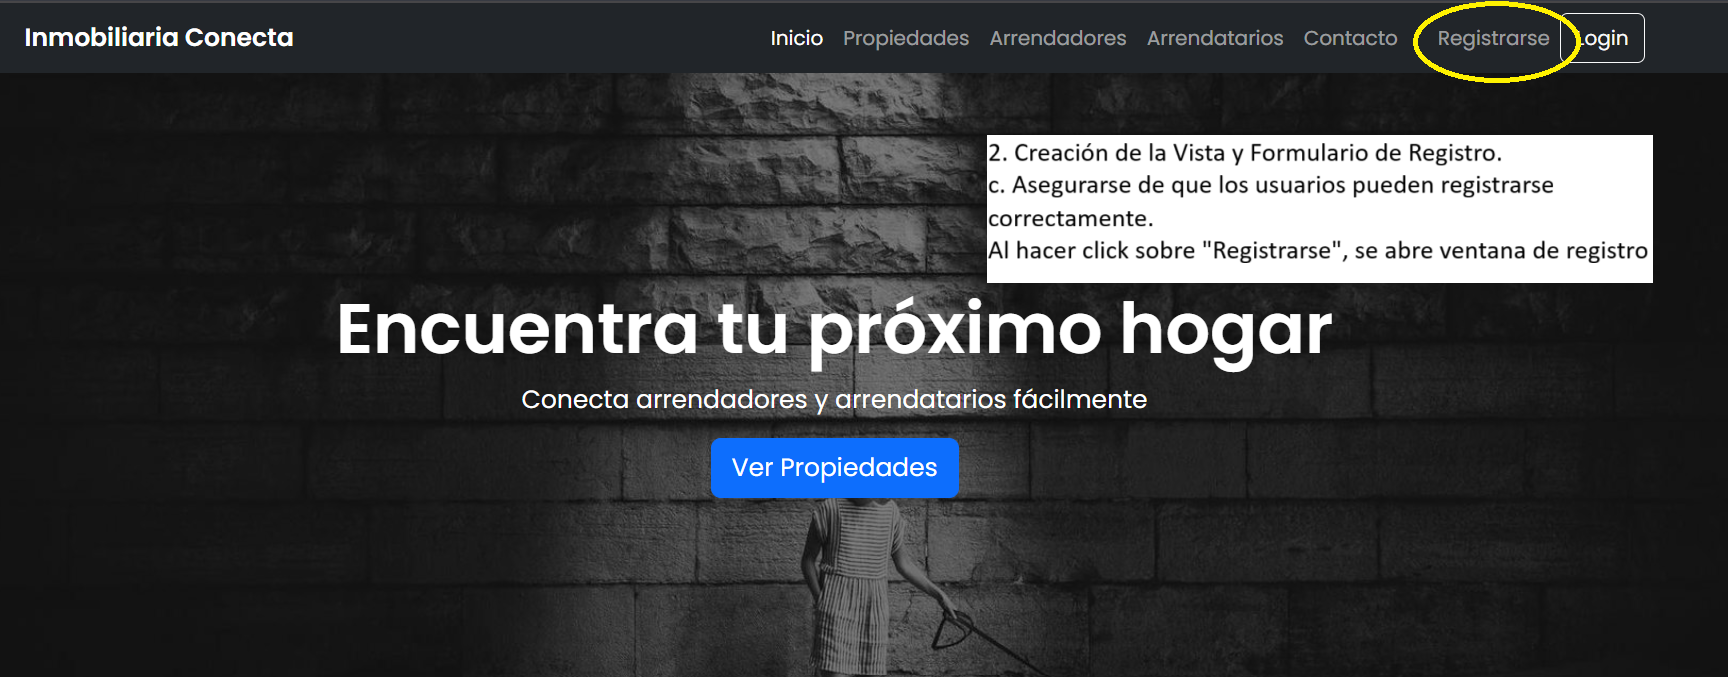 Inmobiliaria Conecta
Inicio Propiedades Arrendadores Arrendatarios Contacto Registrarse Login
2. Creación de la Vista y Formulario de Registro.
c. Asegurarse de que los usuarios pueden registrarse
correctamente.
Al hacer click sobre "Registrarse", se abre ventana de registro
Encuentra tu próximo hogar
Conecta arrendadores y arrendatarios fácilmente
Ver Propiedades